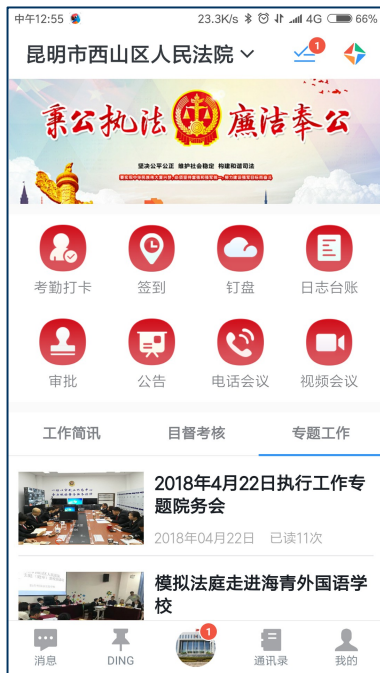 中午12:55 23.3K/s 4G 66%
昆明市西山区人民法院 1
秉公执法 廉洁奉公
坚决公平公正 维护社会稳定 构建和谐司法
考勤打卡 签到 钉盘 日志台账
审批 公告 电话会议 视频会议
工作简讯 目督考核 专题工作
2018年4月22日执行工作专
题院务会
2018年04月22日 已读11次
模拟法庭走进海青外国语学
校
1
消息 DING 通讯录 我的